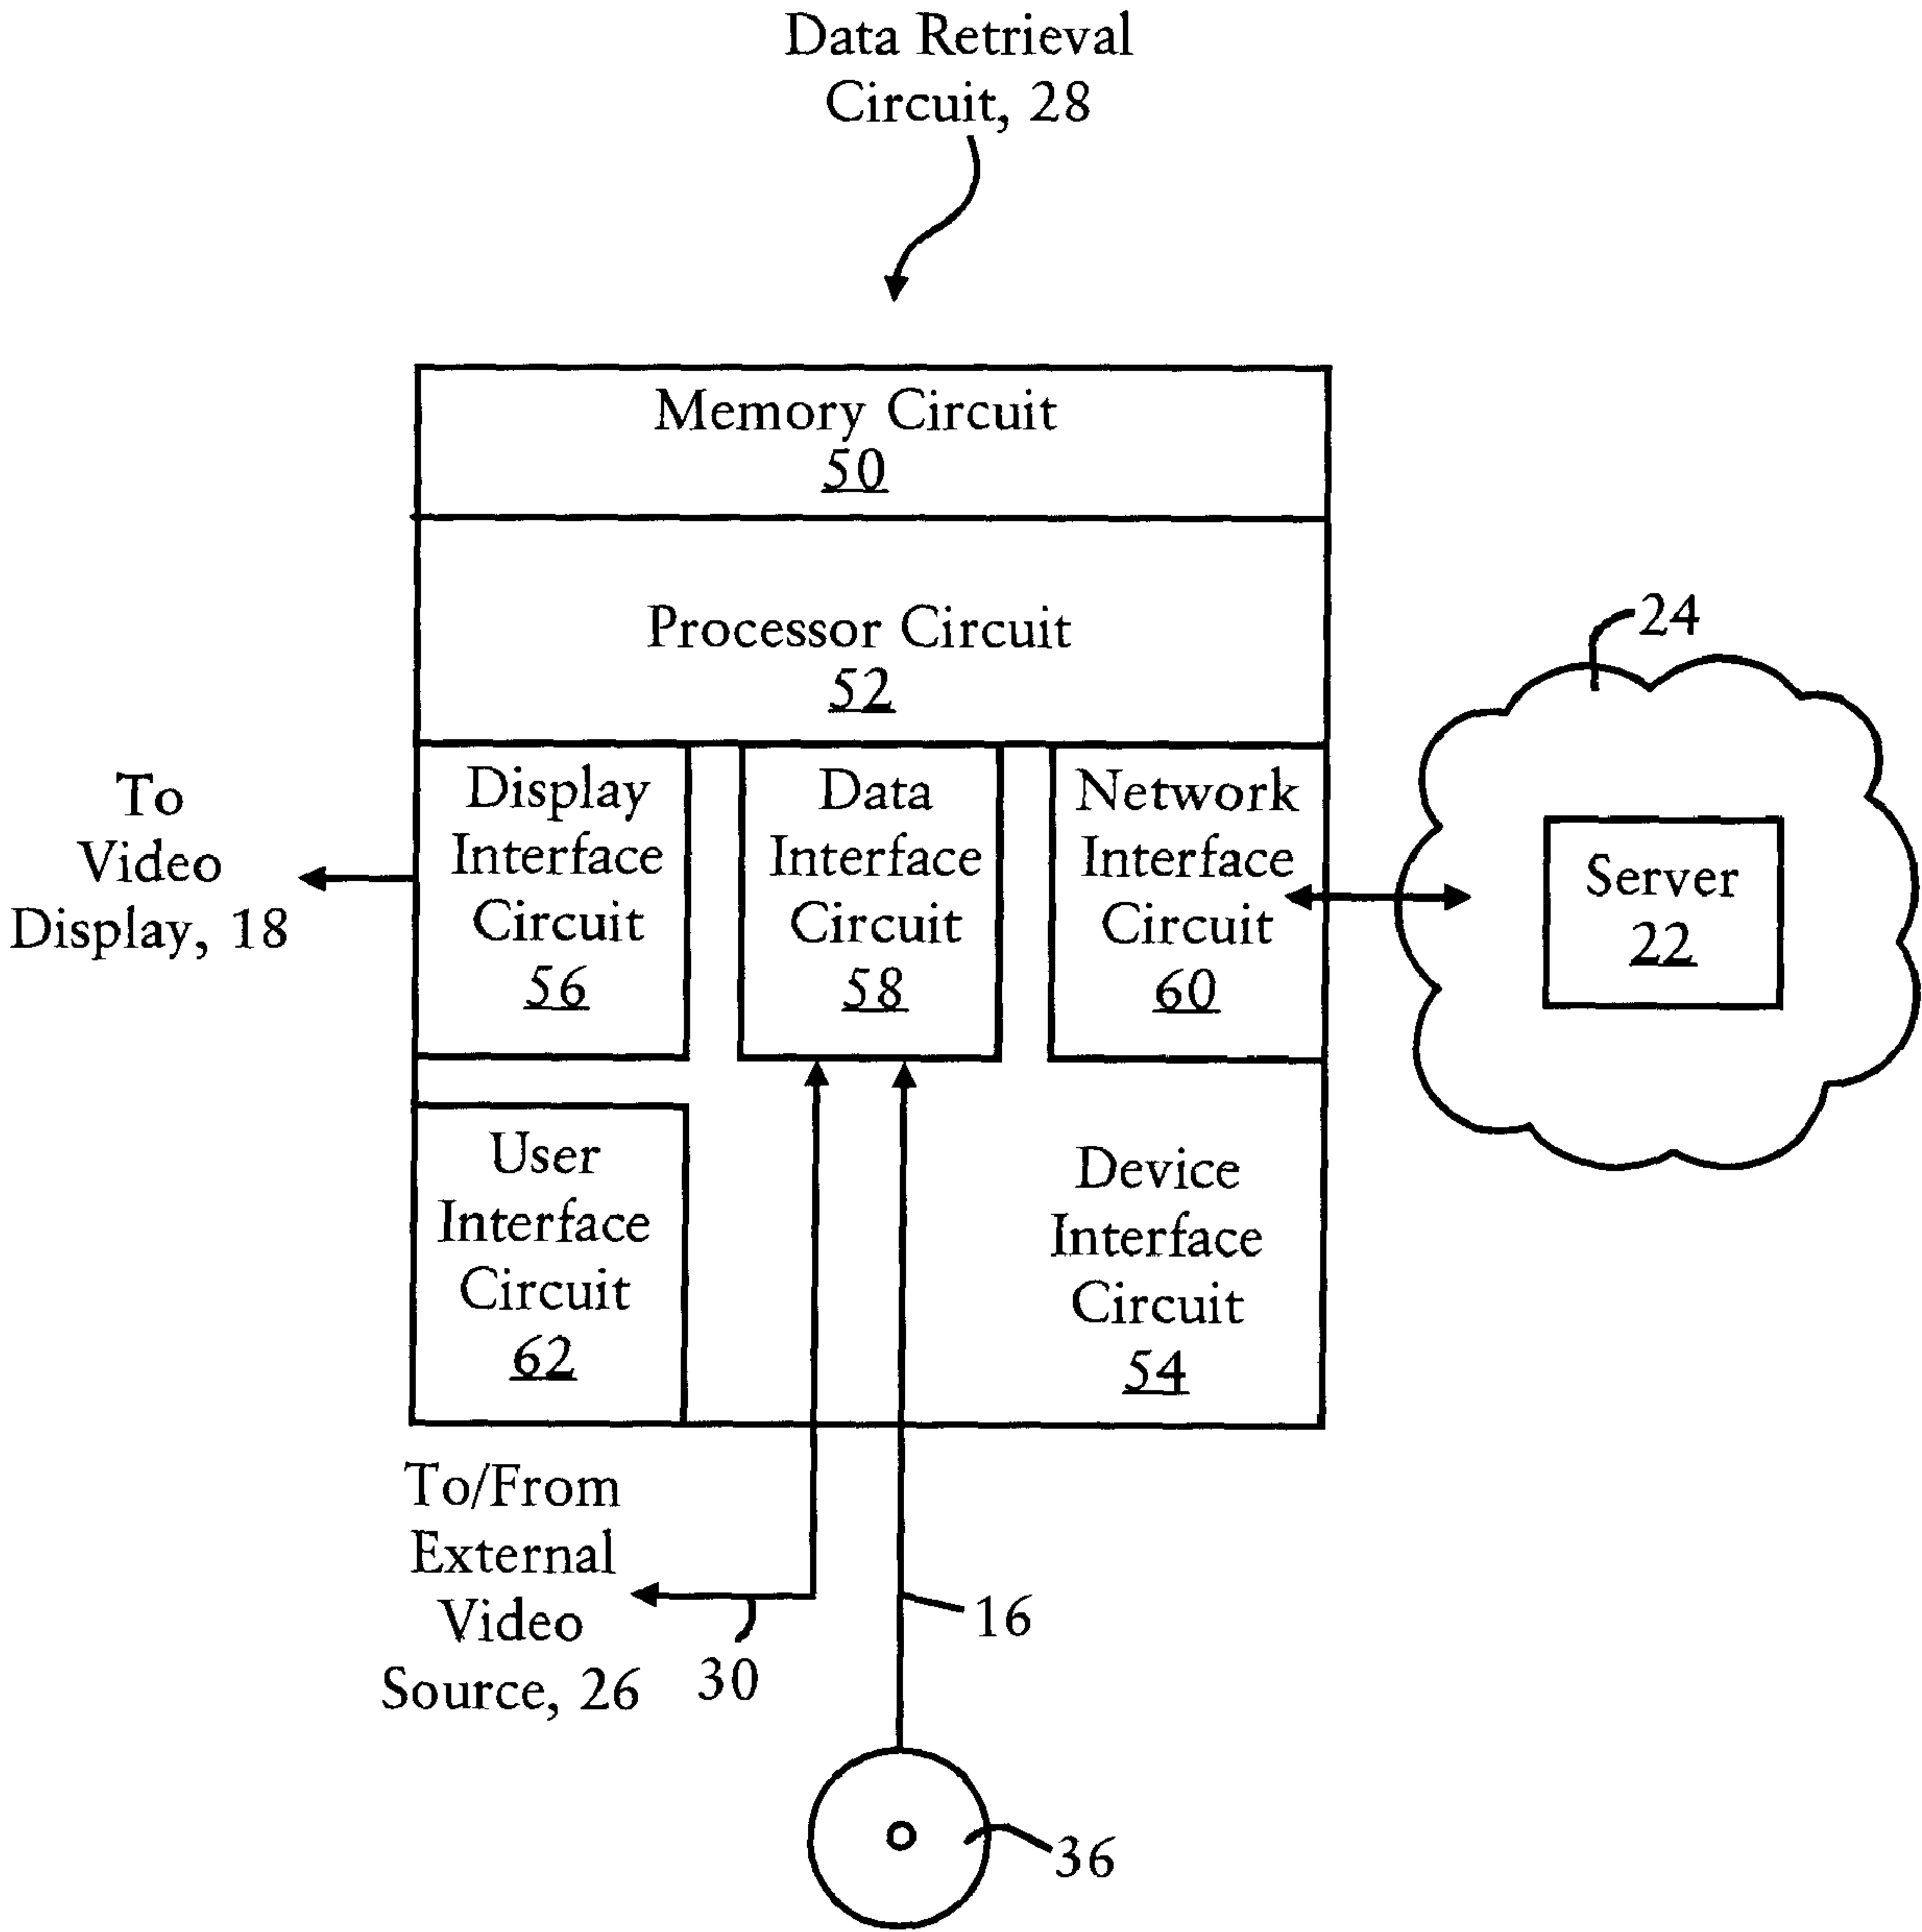 Data Retrieval
Circuit, 28
Memory Circuit
50
Processor Circuit
52
24
To
Video
Display, 18
Display
Interface
Circuit
56
Data
Interface
Circuit
58
Network
Interface
Circuit
60
Server
22
User
Interface
Circuit
62
Device
Interface
Circuit
54
To/From
External
Video
Source, 26
30
16
36